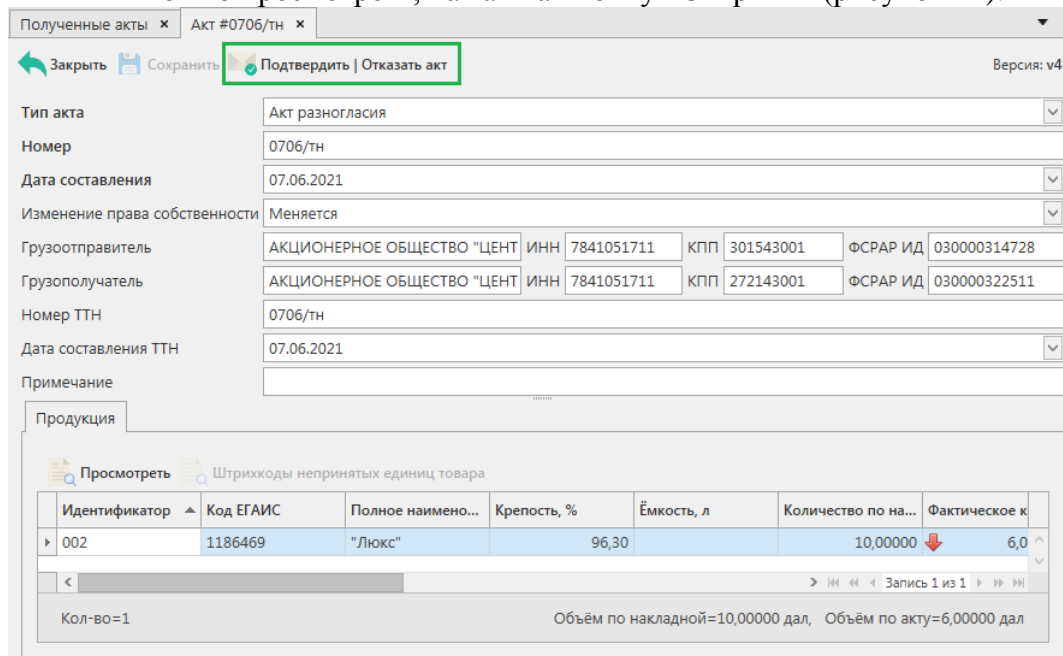 Полученные акты × Акт #0706/тн ×
Закрыть Сохранить Подтвердить | Отказать акт Версия: v4
Тип акта Акт разногласия
Номер 0706/тн
Дата составления 07.06.2021
Изменение права собственности Меняется
Грузоотправитель АКЦИОНЕРНОЕ ОБЩЕСТВО "ЦЕНТ ИНН 7841051711 КПП 301543001 ФСРАР ИД 030000314728
Грузополучатель АКЦИОНЕРНОЕ ОБЩЕСТВО "ЦЕНТ ИНН 7841051711 КПП 272143001 ФСРАР ИД 030000322511
Номер ТТН 0706/тн
Дата составления ТТН 07.06.2021
Примечание
Продукция
Просмотреть Штрихкоды непринятых единиц товара
Идентификатор Код ЕГАИС Полное наимено... Крепость, % Ёмкость, л Количество по на... Фактическое к
002 1186469 "Люкс" 96,30 10,00000 6,0
Запись 1 из 1
Кол-во=1 Объём по накладной=10,00000 дал, Объём по акту=6,00000 дал